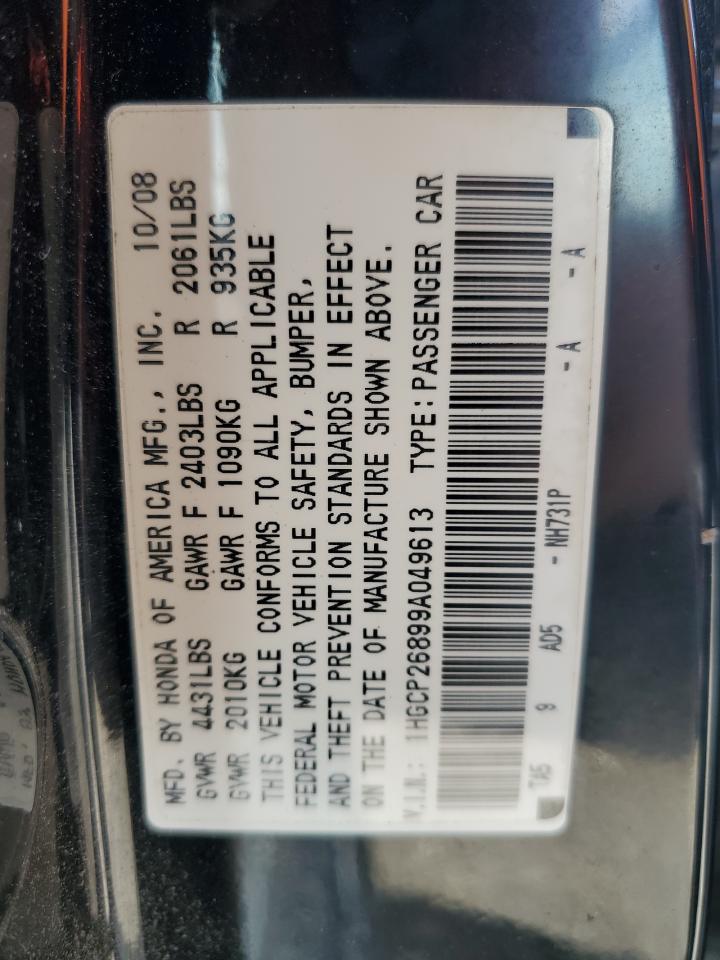 MFD. BY HONDA OF AMERICA MFG., INC. 10/08
GVWR 4431LBS GAWR F 2403LBS R 2061LBS
GVWR 2010KG GAWR F 1090KG R 935KG
THIS VEHICLE CONFORMS TO ALL APPLICABLE
FEDERAL MOTOR VEHICLE SAFETY, BUMPER,
AND THEFT PREVENTION STANDARDS IN EFFECT
ON THE DATE OF MANUFACTURE SHOWN ABOVE.
V.I.N.: 1HGCP26899A049613 TYPE:PASSENGER CAR
TA5 9 AD5 - NH731P - A - A